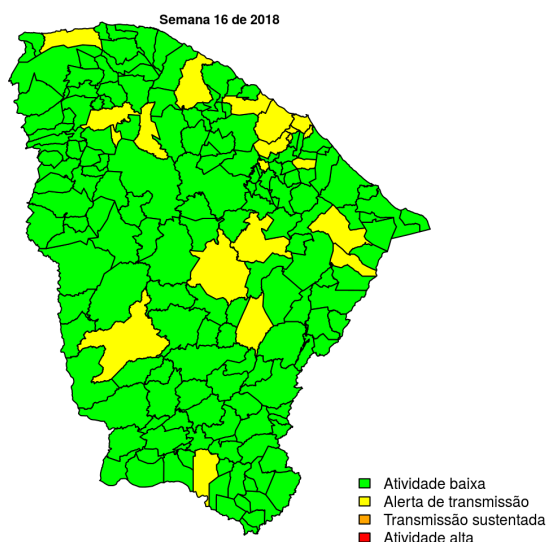 Semana 16 de 2018
Atividade baixa
Alerta de transmissão
Transmissão sustentada
Atividade alta